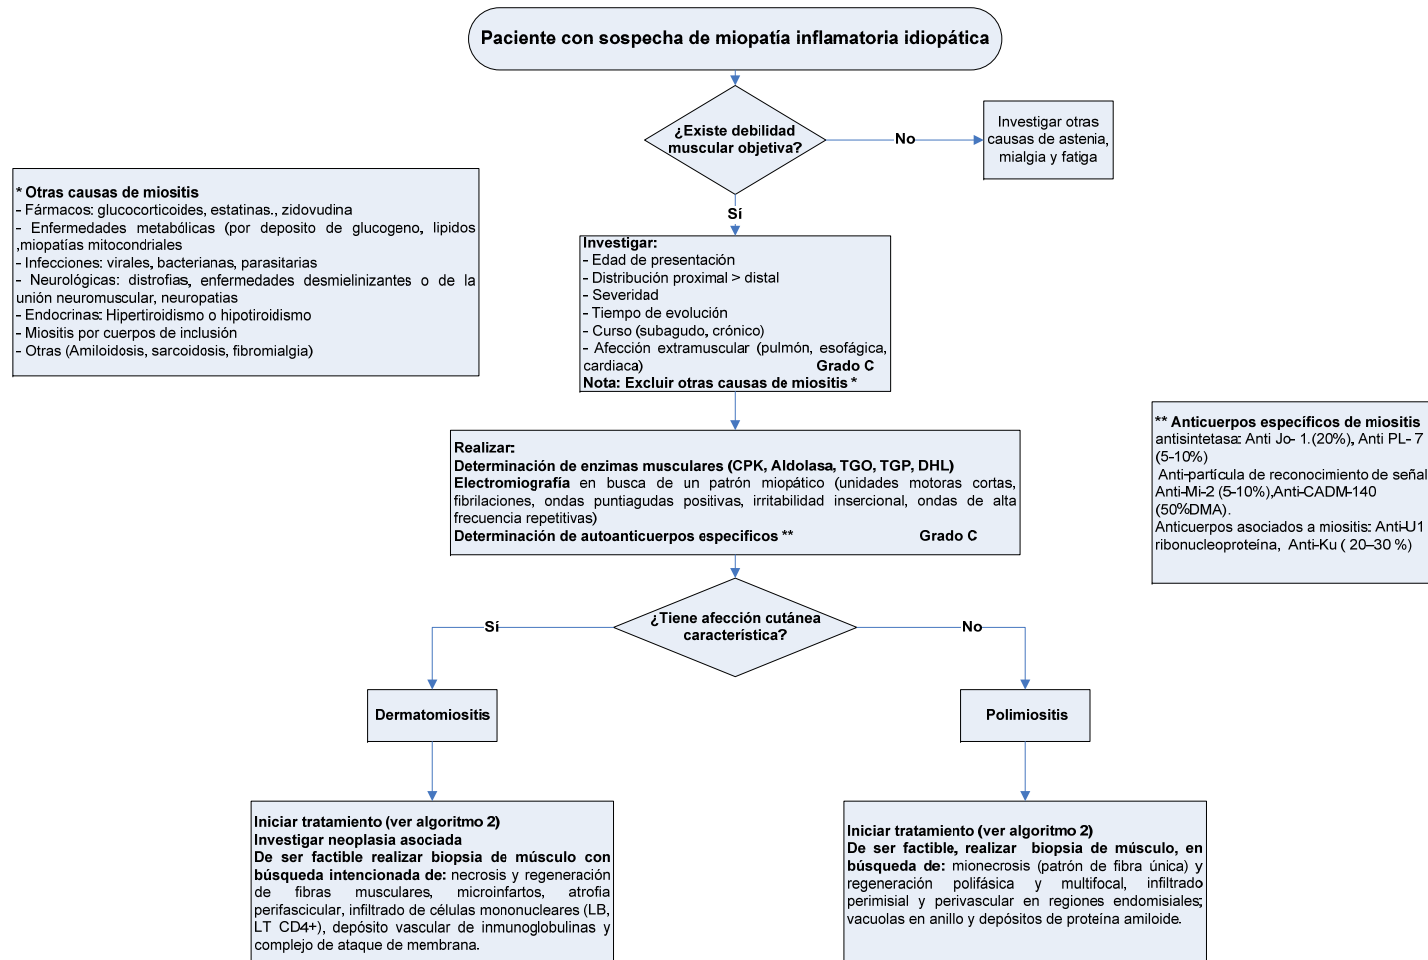 Paciente con sospecha de miopatía inflamatoria idiopática
¿Existe debilidad
muscular objetiva?
No
Investigar otras
causas de astenia,
mialgia y fatiga
* Otras causas de miositis
- Fármacos: glucocorticoides, estatinas., zidovudina
- Enfermedades metabólicas (por deposito de glucogeno, lipidos
,miopatías mitocondriales
- Infecciones: virales, bacterianas, parasitarias
- Neurológicas: distrofias, enfermedades desmielinizantes o de la
unión neuromuscular, neuropatias
- Endocrinas: Hipertiroidismo o hipotiroidismo
- Miositis por cuerpos de inclusión
- Otras (Amiloidosis, sarcoidosis, fibromialgia)
Sí
Investigar:
- Edad de presentación
- Distribución proximal > distal
- Severidad
- Tiempo de evolución
- Curso (subagudo, crónico)
- Afección extramuscular (pulmón, esofágica,
cardiaca) Grado C
Nota: Excluir otras causas de miositis *
Realizar:
Determinación de enzimas musculares (CPK, Aldolasa, TGO, TGP, DHL)
Electromiografía en busca de un patrón miopático (unidades motoras cortas,
fibrilaciones, ondas puntiagudas positivas, irritabilidad insercional, ondas de alta
frecuencia repetitivas)
Determinación de autoanticuerpos especificos ** Grado C
** Anticuerpos específicos de miositis
antisintetasa: Anti Jo- 1.(20%), Anti PL- 7
(5-10%)
Anti-partícula de reconocimiento de señal
Anti-Mi-2 (5-10%),Anti-CADM-140
(50%DMA).
Anticuerpos asociados a miositis: Anti-U1
ribonucleoproteína, Anti-Ku ( 20–30 %)
¿Tiene afección cutánea
característica?
Sí
No
Dermatomiositis
Polimiositis
Iniciar tratamiento (ver algoritmo 2)
Investigar neoplasia asociada
De ser factible realizar biopsia de músculo con
búsqueda intencionada de: necrosis y regeneración
de fibras musculares, microinfartos, atrofia
perifascicular, infiltrado de células mononucleares (LB,
LT CD4+), depósito vascular de inmunoglobulinas y
complejo de ataque de membrana.
Iniciar tratamiento (ver algoritmo 2)
De ser factible, realizar biopsia de músculo, en
búsqueda de: mionecrosis (patrón de fibra única) y
regeneración polifásica y multifocal, infiltrado
perimisial y perivascular en regiones endomisiales;
vacuolas en anillo y depósitos de proteína amiloide.